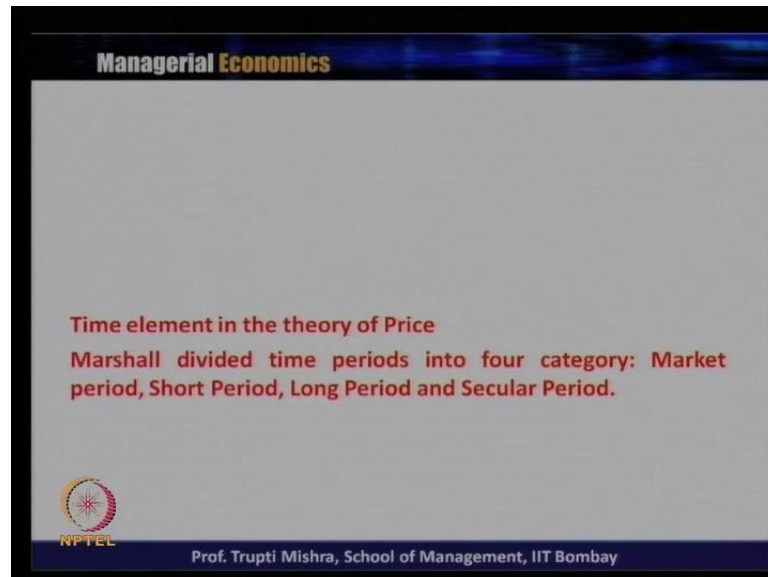 Managerial Economics
Time element in the theory of Price
Marshall divided time periods into four category: Market
period, Short Period, Long Period and Secular Period.
NPTEL
Prof. Trupti Mishra, School of Management, IIT Bombay